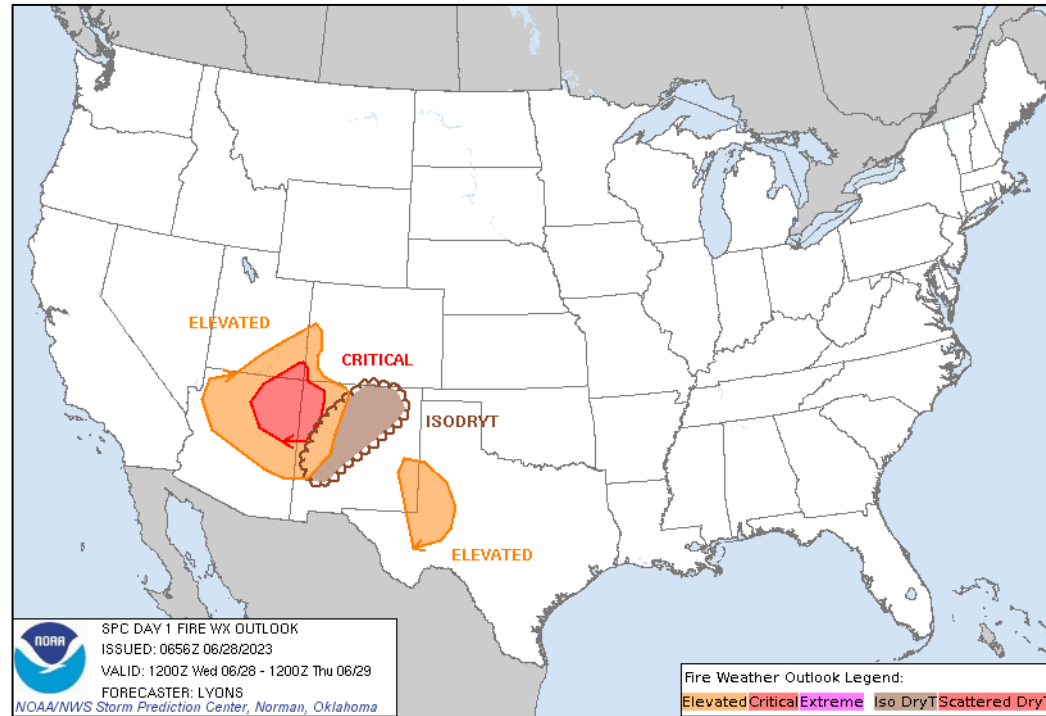 ELEVATED
CRITICAL
ISODRYT
ELEVATED
NOAA
SPC DAY 1 FIRE WX OUTLOOK
ISSUED: 0656Z 06/28/2023
VALID: 1200Z Wed 06/28 - 1200Z Thu 06/29
FORECASTER: LYONS
NOAA/NWS Storm Prediction Center, Norman, Oklahoma
Fire Weather Outlook Legend:
Elevated Critical Extreme Iso DryT Scattered DryT